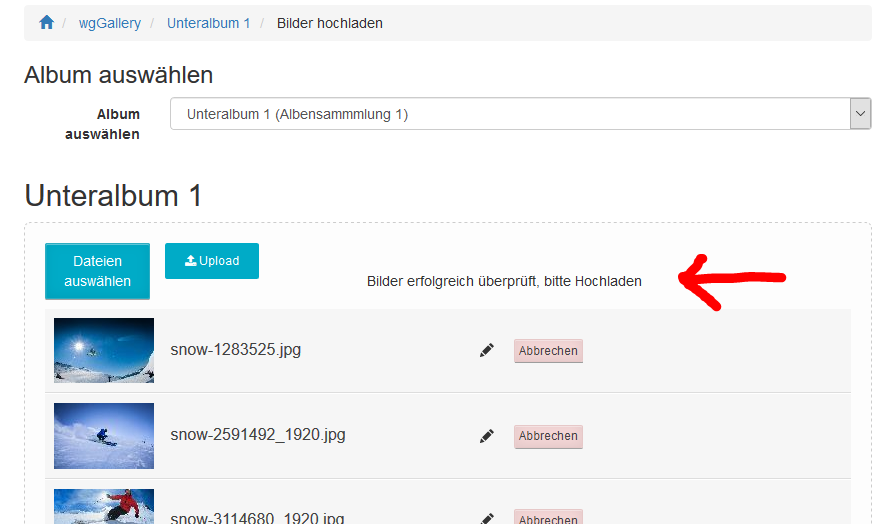 / wgGallery / Unteralbum 1 / Bilder hochladen
Album auswählen
Album
auswählen
Unteralbum 1 (Albensammmlung 1)
Unteralbum 1
Dateien
auswählen
Upload
Bilder erfolgreich überprüft, bitte Hochladen
snow-1283525.jpg
Abbrechen
snow-2591492_1920.jpg
Abbrechen
snow-3114680_1920.jpg
Abbrechen